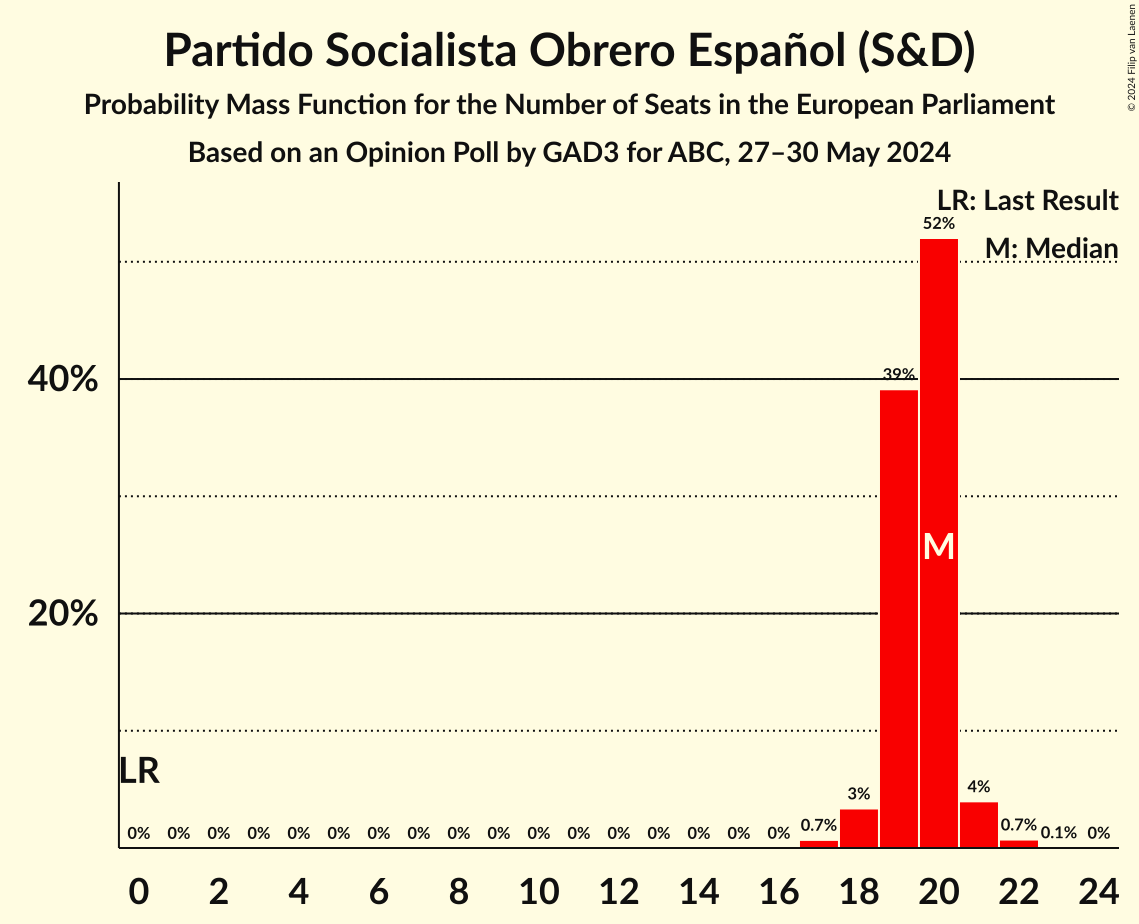 Partido Socialista Obrero Español (S&D)
Probability Mass Function for the Number of Seats in the European Parliament
Based on an Opinion Poll by GAD3 for ABC, 27–30 May 2024
© 2024 Filip van Laenen
LR: Last Result
M: Median
52%
40%
39%
M
20%
LR
0% 0% 0% 0% 0% 0% 0% 0% 0% 0% 0% 0% 0% 0% 0% 0% 0% 0.7% 3% 4% 0.7% 0.1% 0%
0 2 4 6 8 10 12 14 16 18 20 22 24